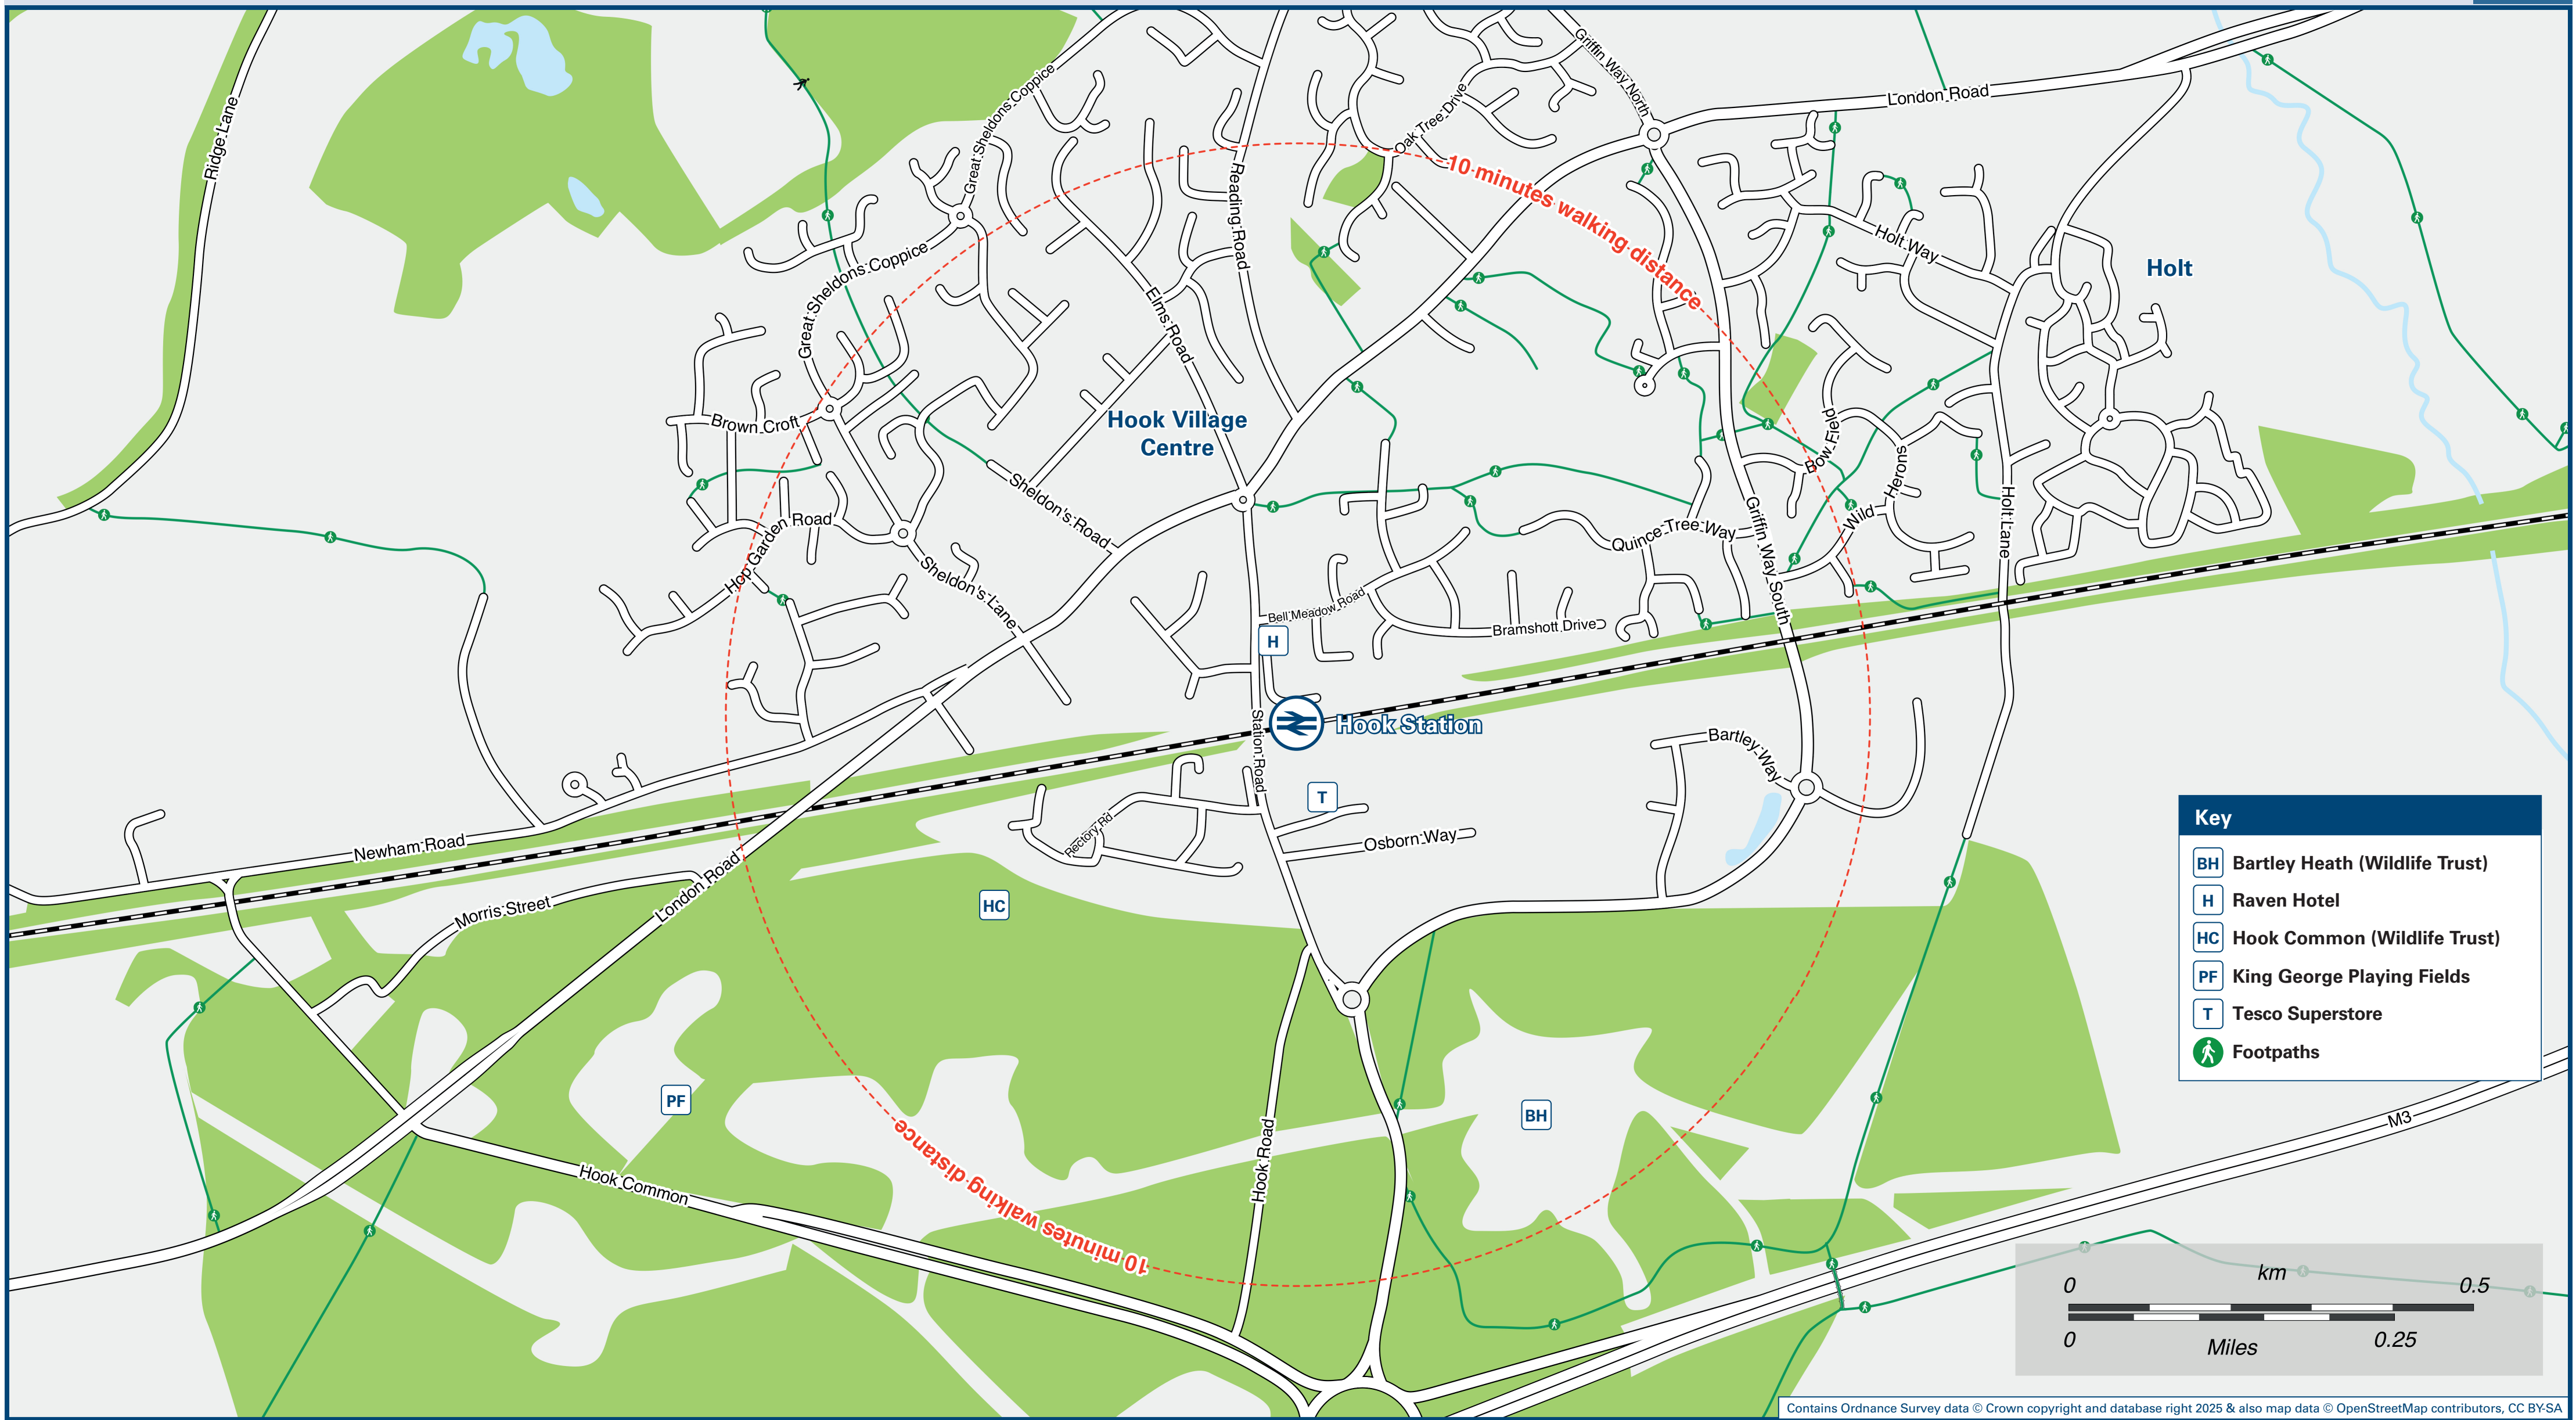 Ridge Lane
Great Sheldons Coppice
Griffin Way North
Oak Tree Drive
London Road
10 minutes walking distance
Reading Road
Great Sheldons Coppice
Elms Road
Holt Way
Holt
Brown Croft
Hook Village
Centre
Bow Field
Sheldon's Road
Hop Garden Road
Quince Tree Way
Griffin Way South
Wild Herons
Holt Lane
Sheldon's Lane
Bell Meadow Road
Bramshott Drive
H
Station Road
Hook Station
Bartley Way
T
Rectory Rd
Osborn Way
Newham Road
London Road
Morris Street
HC
PF
BH
Hook Road
Hook Common
10 minutes walking distance
M3
Key
BH Bartley Heath (Wildlife Trust)
H Raven Hotel
HC Hook Common (Wildlife Trust)
PF King George Playing Fields
T Tesco Superstore
Footpaths
0 km 0.5
0 Miles 0.25
Contains Ordnance Survey data © Crown copyright and database right 2025 & also map data © OpenStreetMap contributors, CC BY-SA